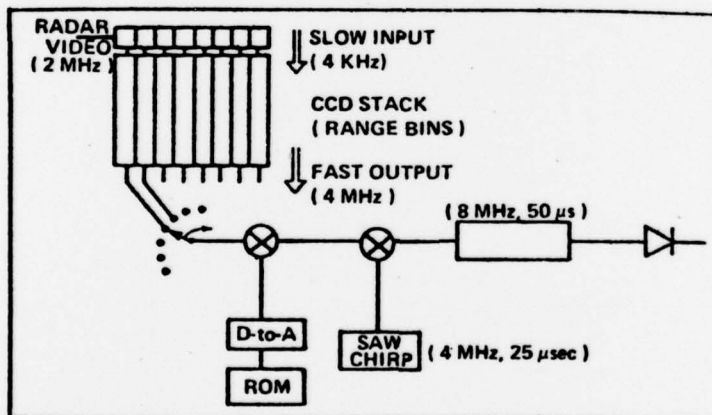 RADAR
VIDEO
(2 MHz)
SLOW INPUT
(4 KHz)
CCD STACK
(RANGE BINS)
FAST OUTPUT
(4 MHz)
(8 MHz, 50 μs)
D-to-A
ROM
SAW
CHIRP
(4 MHz, 25 μsec)